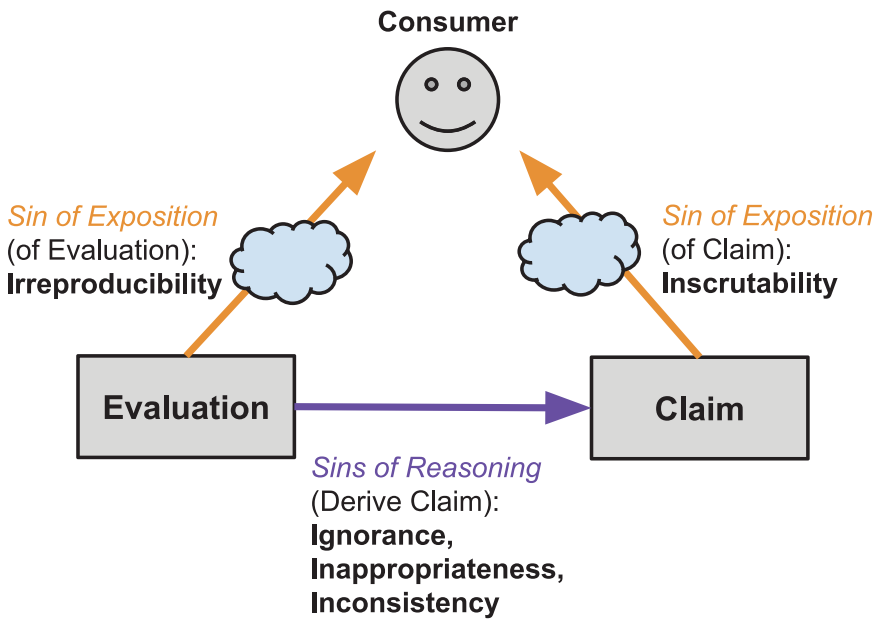 Consumer
Sin of Exposition
(of Evaluation):
Irreproducibility
Sin of Exposition
(of Claim):
Inscrutability
Evaluation
Claim
Sins of Reasoning
(Derive Claim):
Ignorance,
Inappropriateness,
Inconsistency